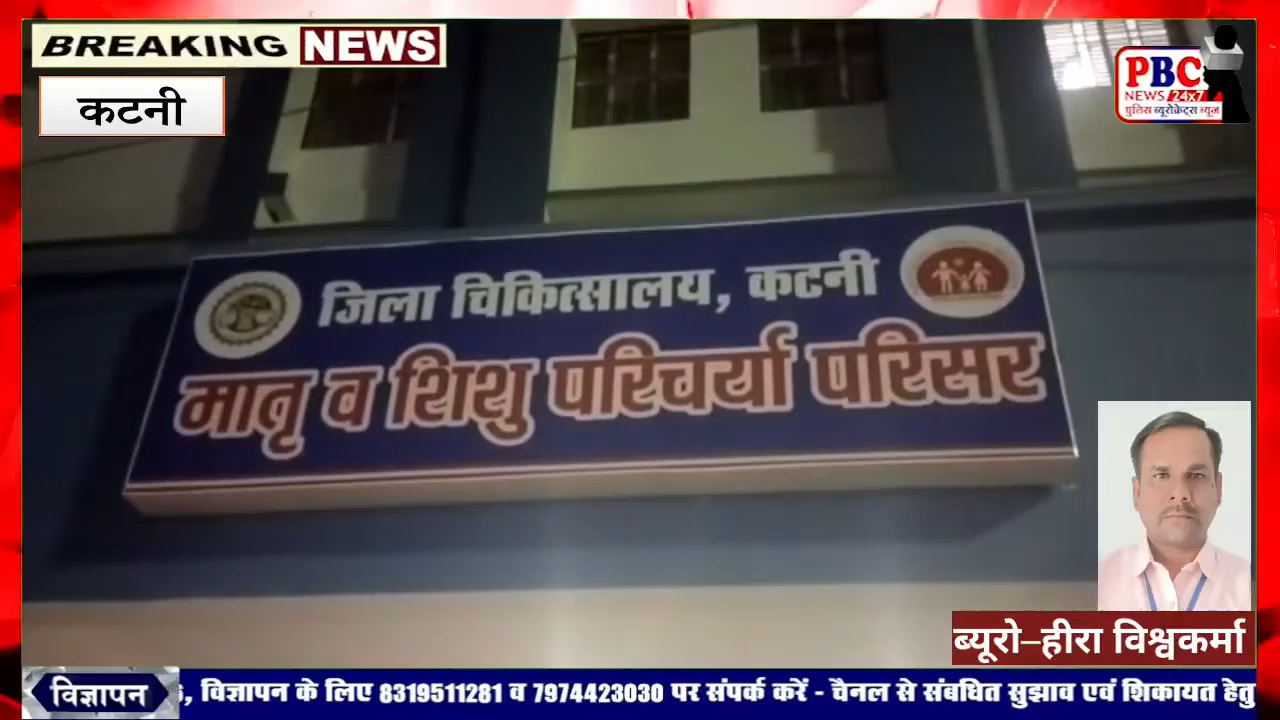 BREAKING NEWS
कटनी
PBC
NEWS 24x7
पुलिस ब्यूरोक्रेट्स न्यूज
जिला चिकित्सालय, कटनी
मातृ व शिशु परिचर्या परिसर
ब्यूरो–हीरा विश्वकर्मा
विज्ञापन
, विज्ञापन के लिए 8319511281 व 7974423030 पर संपर्क करें - चैनल से संबधित सुझाव एवं शिकायत हेतु